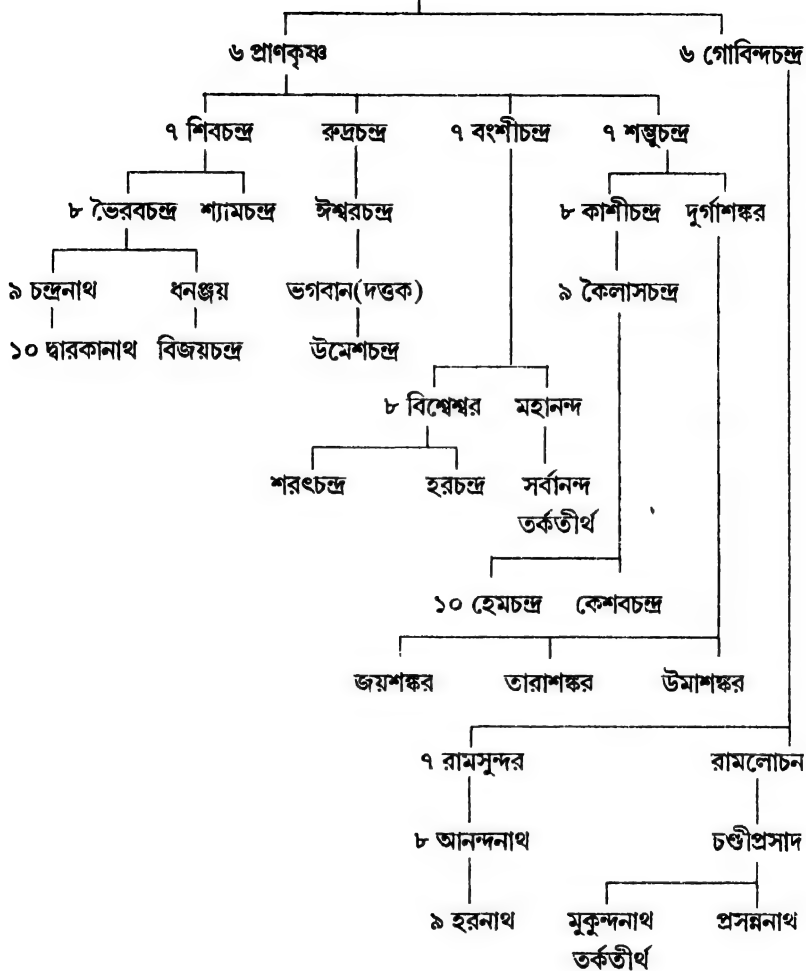 ৬ প্রাণকৃষ্ণ ৬ গোবিন্দচন্দ্র
৭ শিবচন্দ্র রুদ্রচন্দ্র ৭ বংশীচন্দ্র ৭ শম্ভূচন্দ্র
৮ ভৈরবচন্দ্র শ্যামচন্দ্র ঈশ্বরচন্দ্র ৮ কাশীচন্দ্র দুর্গাশঙ্কর
৯ চন্দ্রনাথ ধনঞ্জয় ভগবান(দত্তক) ৯ কৈলাসচন্দ্র
১০ দ্বারকানাথ বিজয়চন্দ্র উমেশচন্দ্র
৮ বিশ্বেশ্বর মহানন্দ
শরৎচন্দ্র হরচন্দ্র সর্বানন্দ
তর্কতীর্থ
১০ হেমচন্দ্র কেশবচন্দ্র
জয়শঙ্কর তারাশঙ্কর উমাশঙ্কর
৭ রামসুন্দর রামলোচন
৮ আনন্দনাথ চণ্ডীপ্রসাদ
৯ হরনাথ মুকুন্দনাথ প্রসন্ননাথ
তর্কতীর্থ